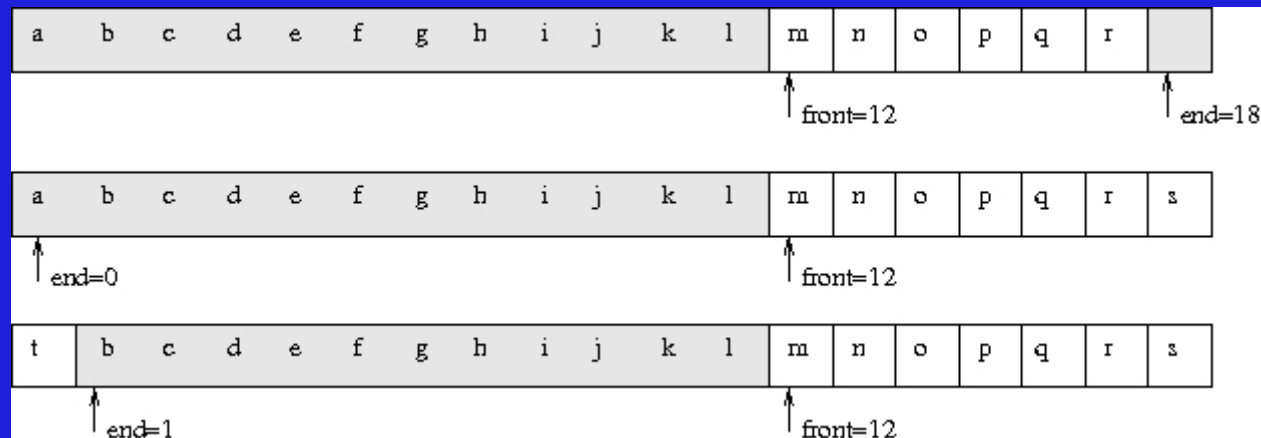 a b c d e f g h i j k l m n o p q r
front=12 end=18
a b c d e f g h i j k l m n o p q r s
end=0 front=12
t b c d e f g h i j k l m n o p q r s
end=1 front=12